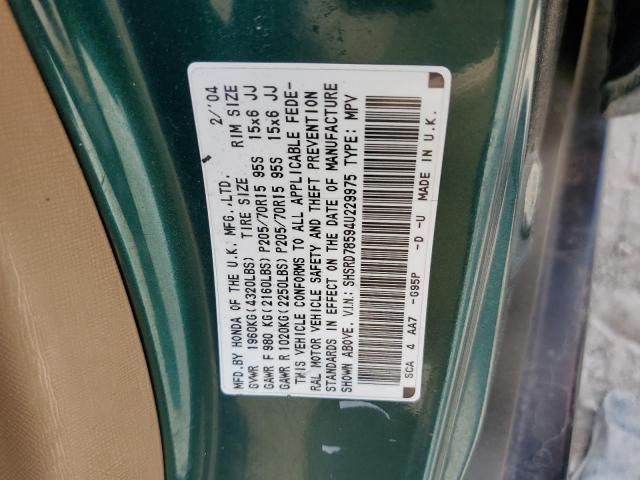 MFD.BY HONDA OF THE U.K. MFG.,LTD. 2/'04
GVWR 1960KG(4320LBS) TIRE SIZE RIM SIZE
GAWR F 980 KG(2160LBS) P205/70R15 95S 15x6 JJ
GAWR R 1020KG(2250LBS) P205/70R15 95S 15x6 JJ
THIS VEHICLE CONFORMS TO ALL APPLICABLE FEDE-
RAL MOTOR VEHICLE SAFETY AND THEFT PREVENTION
STANDARDS IN EFFECT ON THE DATE OF MANUFACTURE
SHOWN ABOVE. V.I.N.: SHSRD78594U229975 TYPE: MPV
SCA 4 AA7 -G95P -D -U MADE IN U.K.